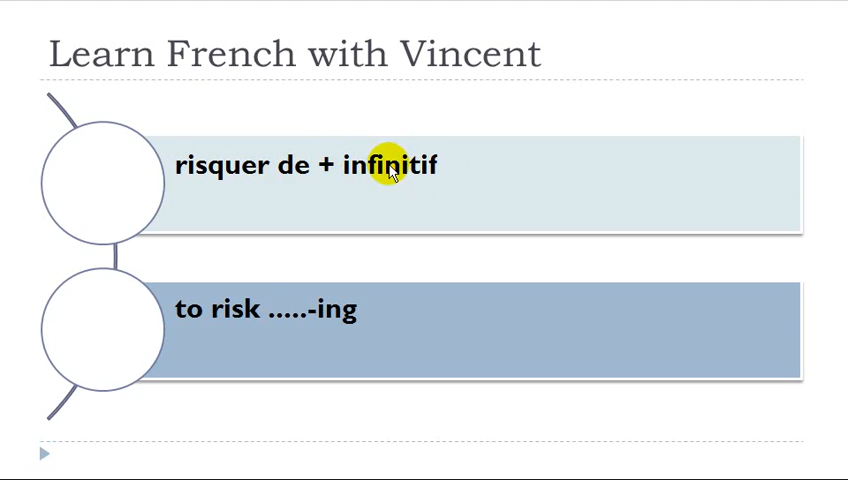 Learn French with Vincent
risquer de + infinitif
to risk .....-ing